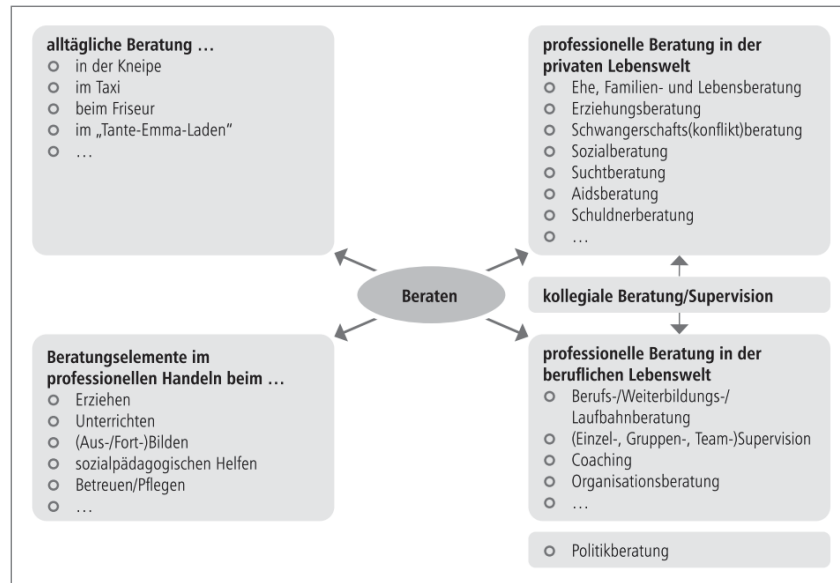 alltägliche Beratung …
in der Kneipe
im Taxi
beim Friseur
im „Tante-Emma-Laden“
…
professionelle Beratung in der
privaten Lebenswelt
Ehe, Familien- und Lebensberatung
Erziehungsberatung
Schwangerschafts(konflikt)beratung
Sozialberatung
Suchtberatung
Aidsberatung
Schuldnerberatung
…
Beraten
kollegiale Beratung/Supervision
Beratungselemente im
professionellen Handeln beim …
Erziehen
Unterrichten
(Aus-/Fort-)Bilden
sozialpädagogischen Helfen
Betreuen/Pflegen
…
professionelle Beratung in der
beruflichen Lebenswelt
Berufs-/Weiterbildungs-/
Laufbahnberatung
(Einzel-, Gruppen-, Team-)Supervision
Coaching
Organisationsberatung
…
Politikberatung